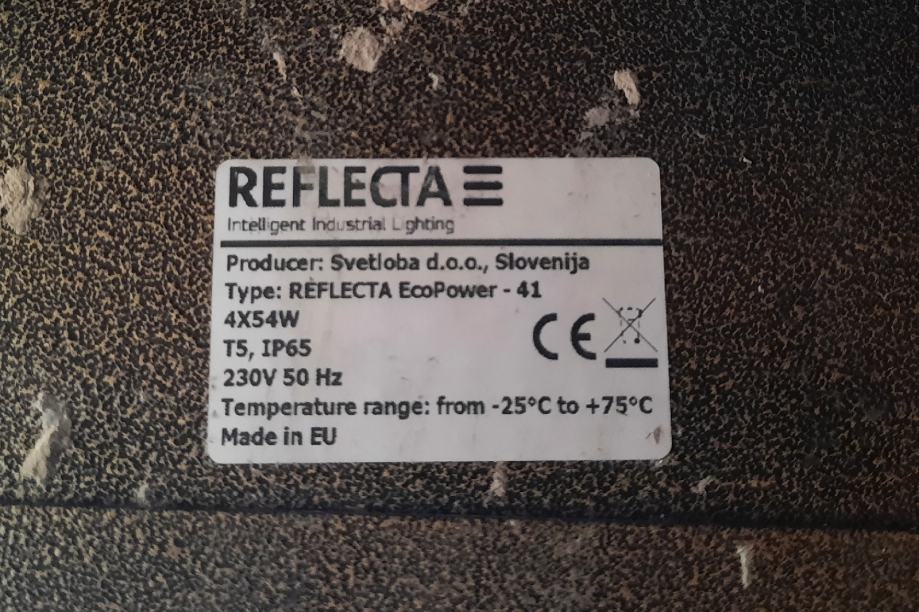 REFLECTA
Intelligent Industrial Lighting
Producer: Svetloba d.o.o., Slovenija
Type: REFLECTA EcoPower - 41
4X54W
T5, IP65
230V 50 Hz
CE
Temperature range: from -25°C to +75°C
Made in EU